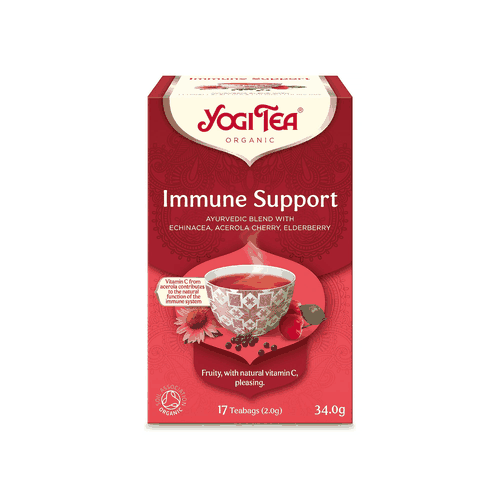 Immune Support
YOGI TEA®
ORGANIC
Immune Support
AYURVEDIC BLEND WITH
ECHINACEA, ACEROLA CHERRY, ELDERBERRY
Vitamin C from
acerola contributes
to the natural
function of the
immune system
Fruity, with natural vitamin C,
pleasing.
SOIL ASSOCIATION
ORGANIC
17 Teabags (2.0g) 34.0g